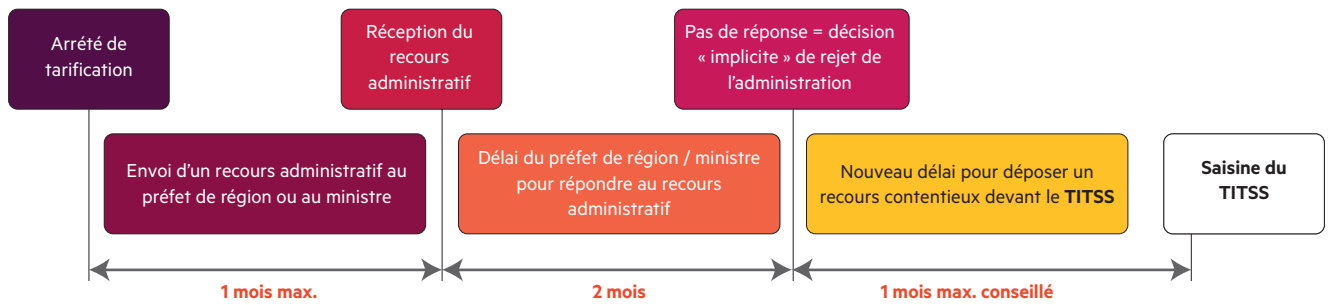 Arrété de
tarification
Réception du
recours
administratif
Pas de réponse = décision
« implicite » de rejet de
l’administration
Envoi d’un recours administratif au
préfet de région ou au ministre
Délai du préfet de région / ministre
pour répondre au recours
administratif
Nouveau délai pour déposer un
recours contentieux devant le TITSS
Saisine du
TITSS
1 mois max.
2 mois
1 mois max. conseillé